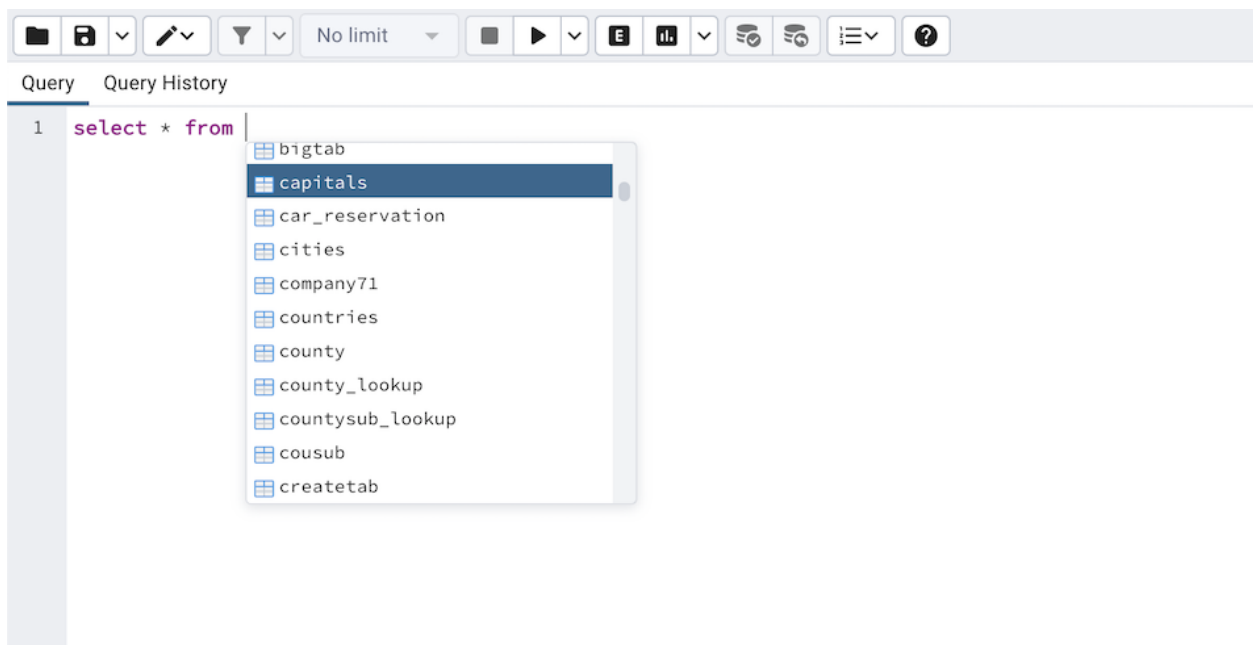 No limit
E
Query Query History
1 select * from
bigtab
capitals
car_reservation
cities
company71
countries
county
county_lookup
countysub_lookup
cousub
createtab